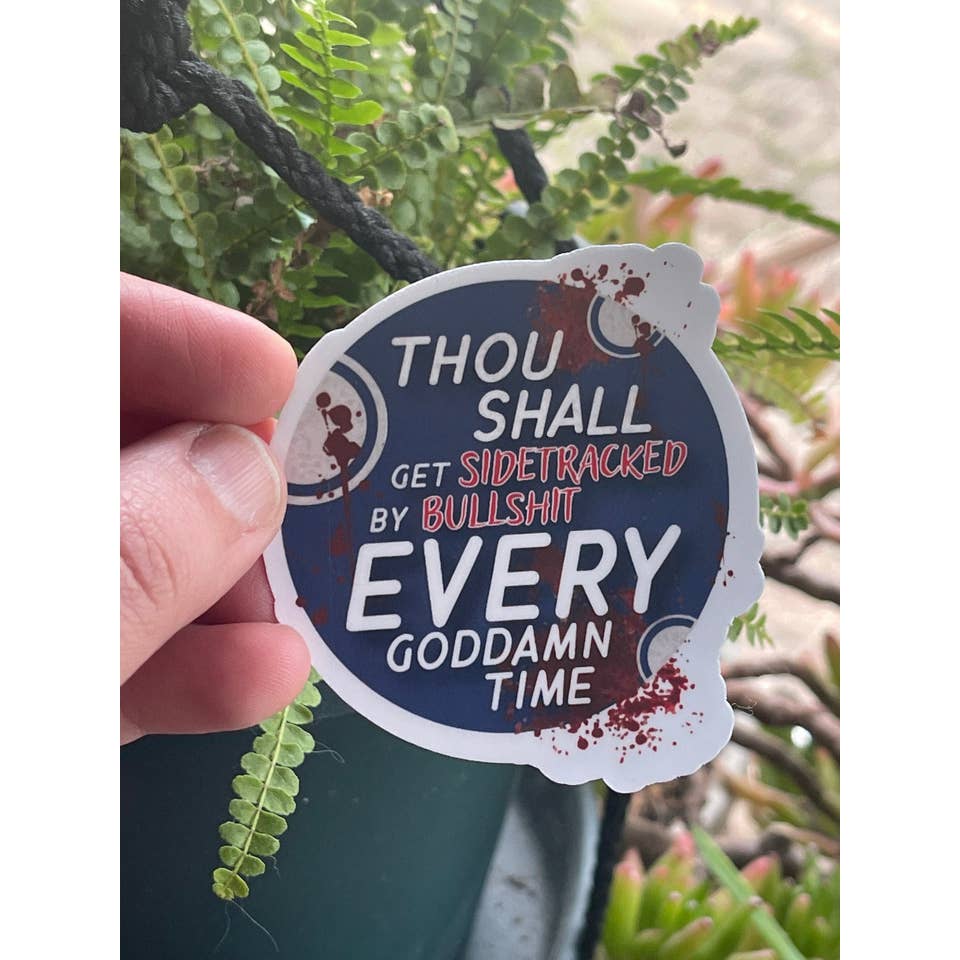 THOU
SHALL
GET SIDETRACKED
BY BULLSHIT
EVERY
GODDAMN
TIME